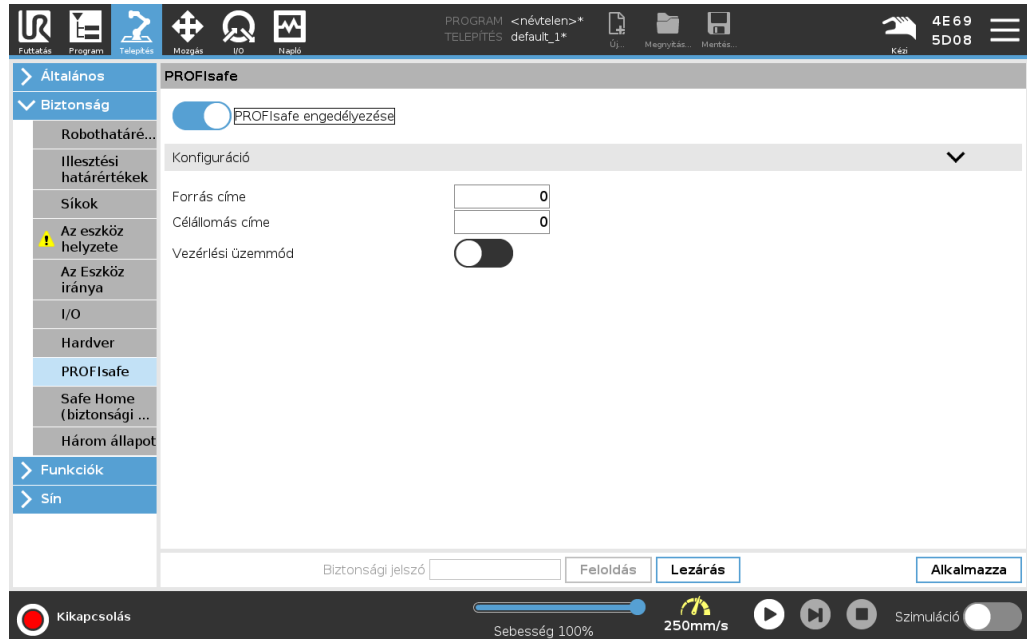 PROGRAM <névtelen>*
TELEPÍTÉS default_1*
Futtatás Program Telepítés Mozgás I/O Napló
Új... Megnyitás... Mentés...
Kézi
4E69
5D08
Általános
Biztonság
Robothatáré...
Illesztési
határértékek
Síkok
Az eszköz
helyzete
Az Eszköz
iránya
I/O
Hardver
PROFIsafe
Safe Home
(biztonsági ...
Három állapot
Funkciók
Sín
PROFIsafe
PROFIsafe engedélyezése
Konfiguráció
Forrás címe 0
Célállomás címe 0
Vezérlési üzemmód
Biztonsági jelszó Feloldás Lezárás Alkalmazza
Kikapcsolás
Sebesség 100%
250mm/s
Szimuláció